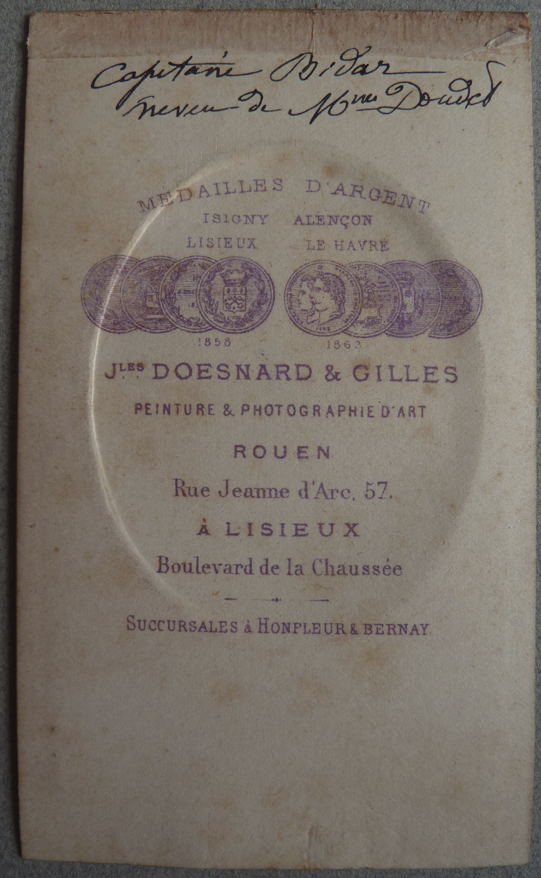 Capitaine Bidar
neveu de Mme Doudet
MEDAILLES D'ARGENT
ISIGNY ALENÇON
LISIEUX LE HAVRE
1858 1863
JLES DOESNARD & GILLES
PEINTURE & PHOTOGRAPHIE D'ART
ROUEN
Rue Jeanne d'Arc, 57.
À LISIEUX
Boulevard de la Chaussée
SUCCURSALES à HONFLEUR & BERNAY